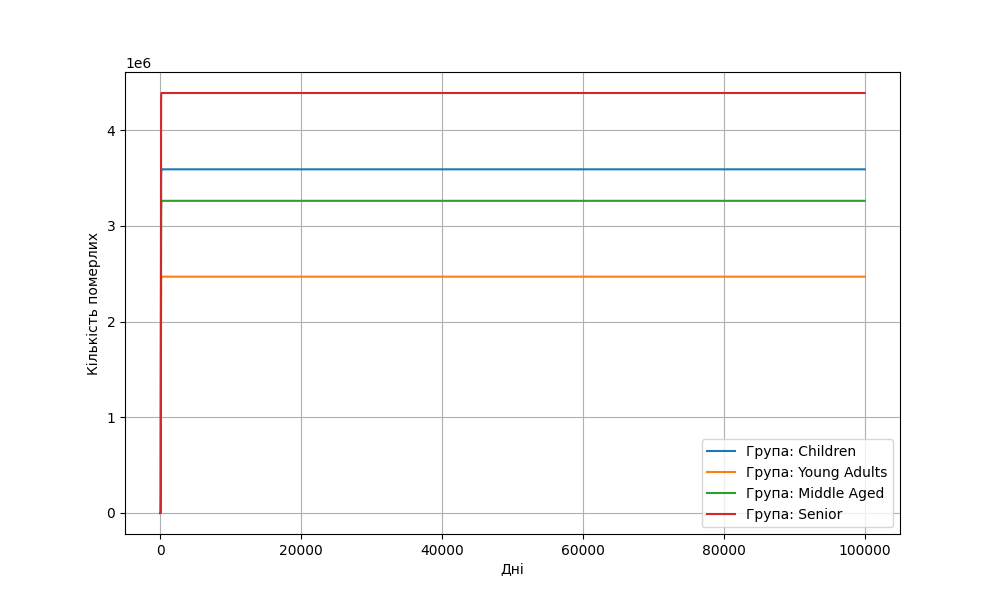 1e6
4
3
2
1
0
Кількість померлих
0 20000 40000 60000 80000 100000
Дні
Група: Children
Група: Young Adults
Група: Middle Aged
Група: Senior